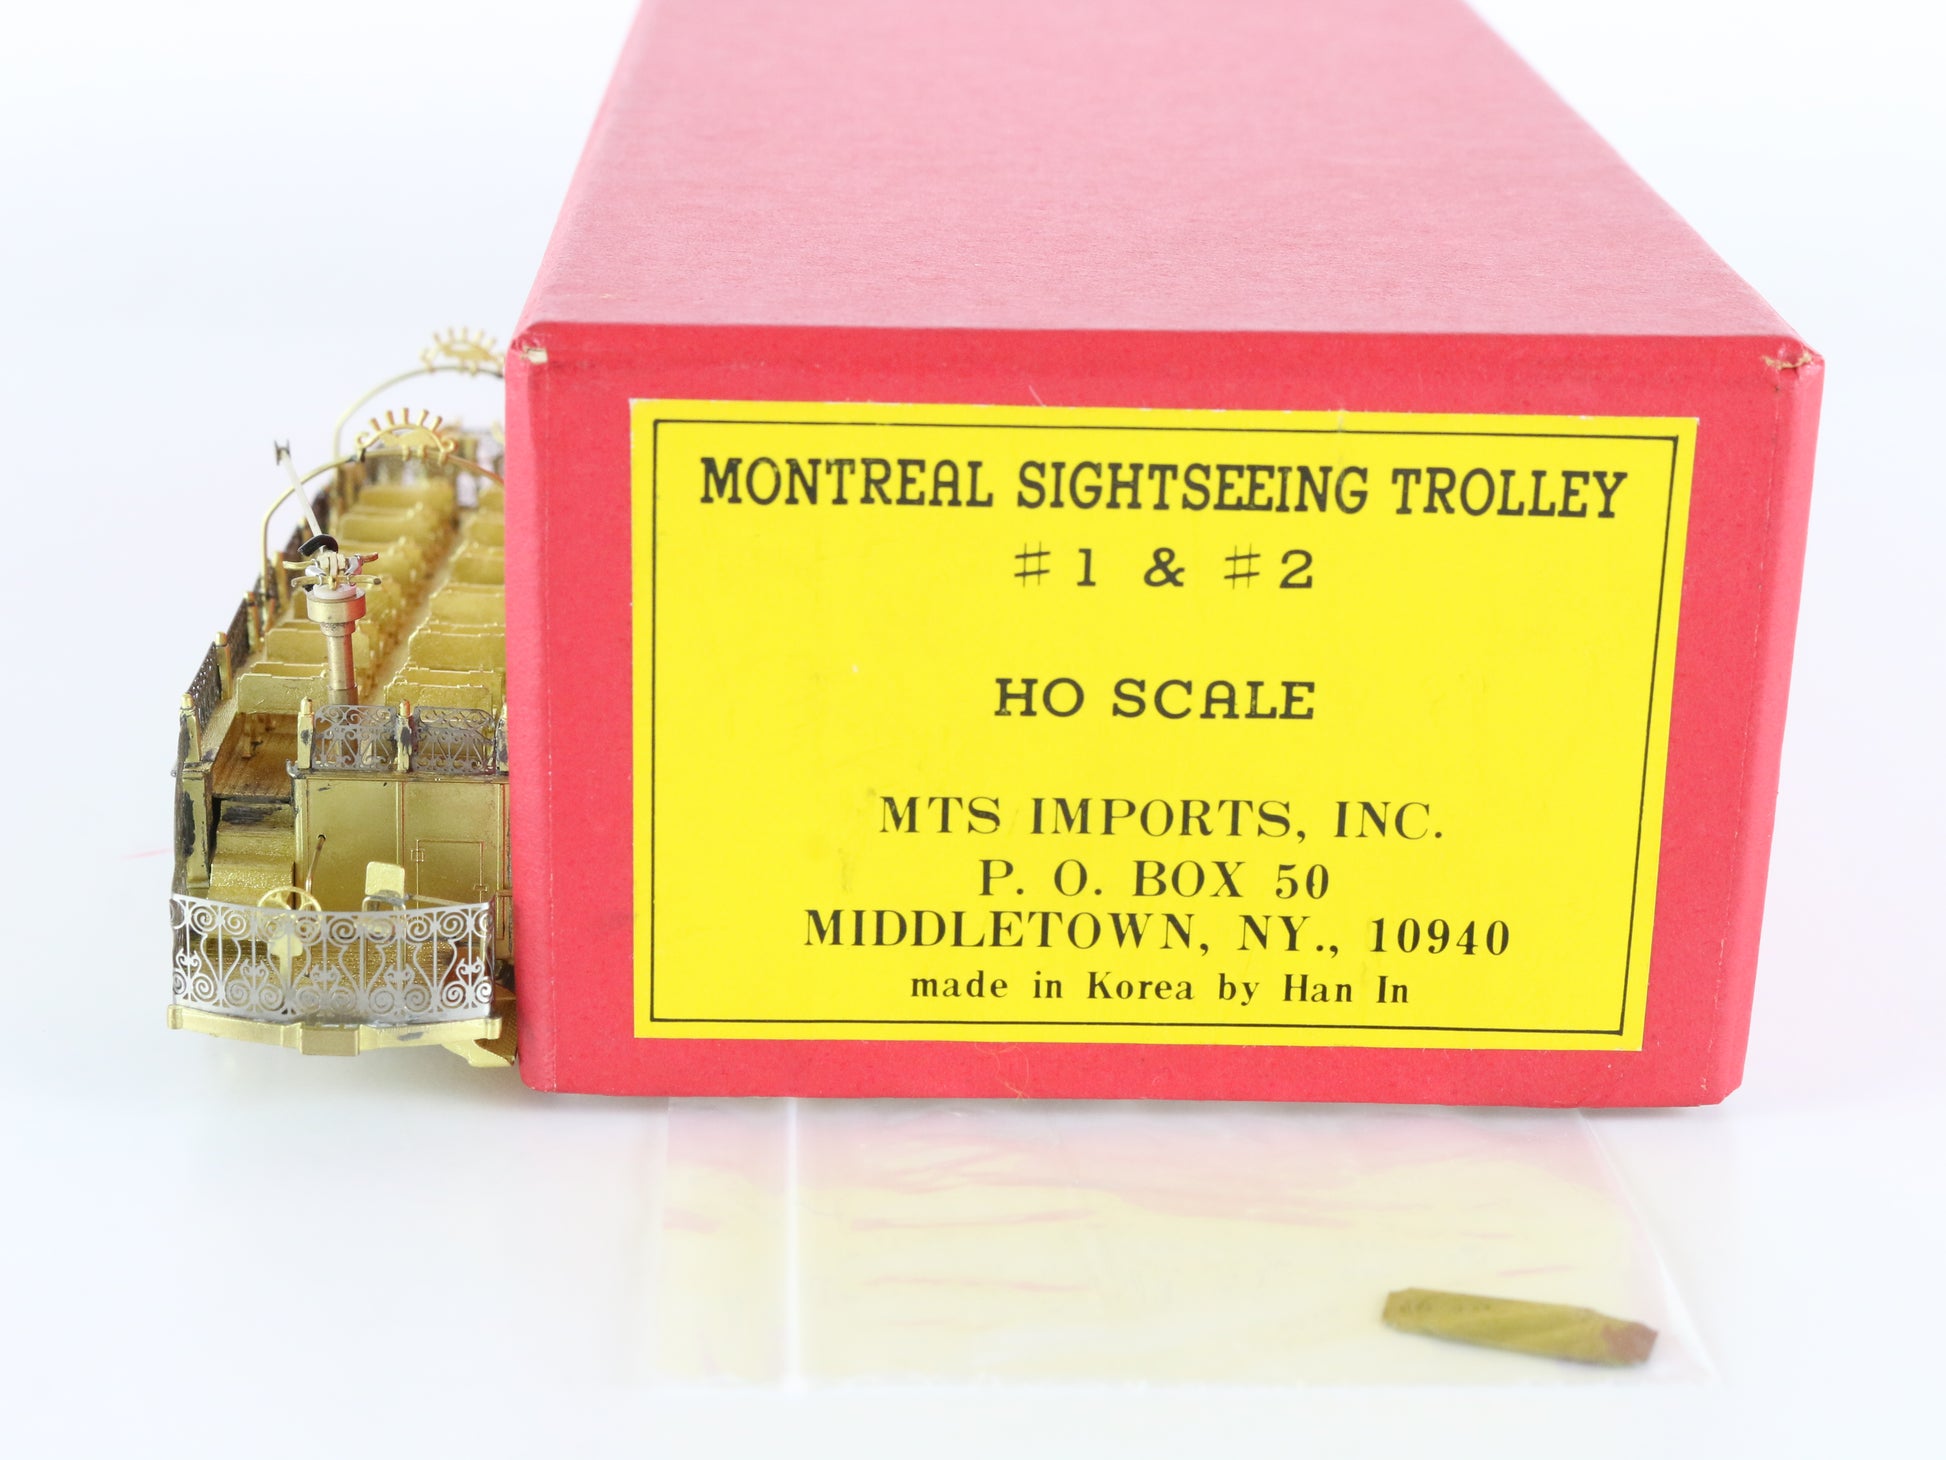 MONTREAL SIGHTSEEING TROLLEY
#1 & #2
HO SCALE
MTS IMPORTS, INC.
P. O. BOX 50
MIDDLETOWN, NY., 10940
made in Korea by Han In